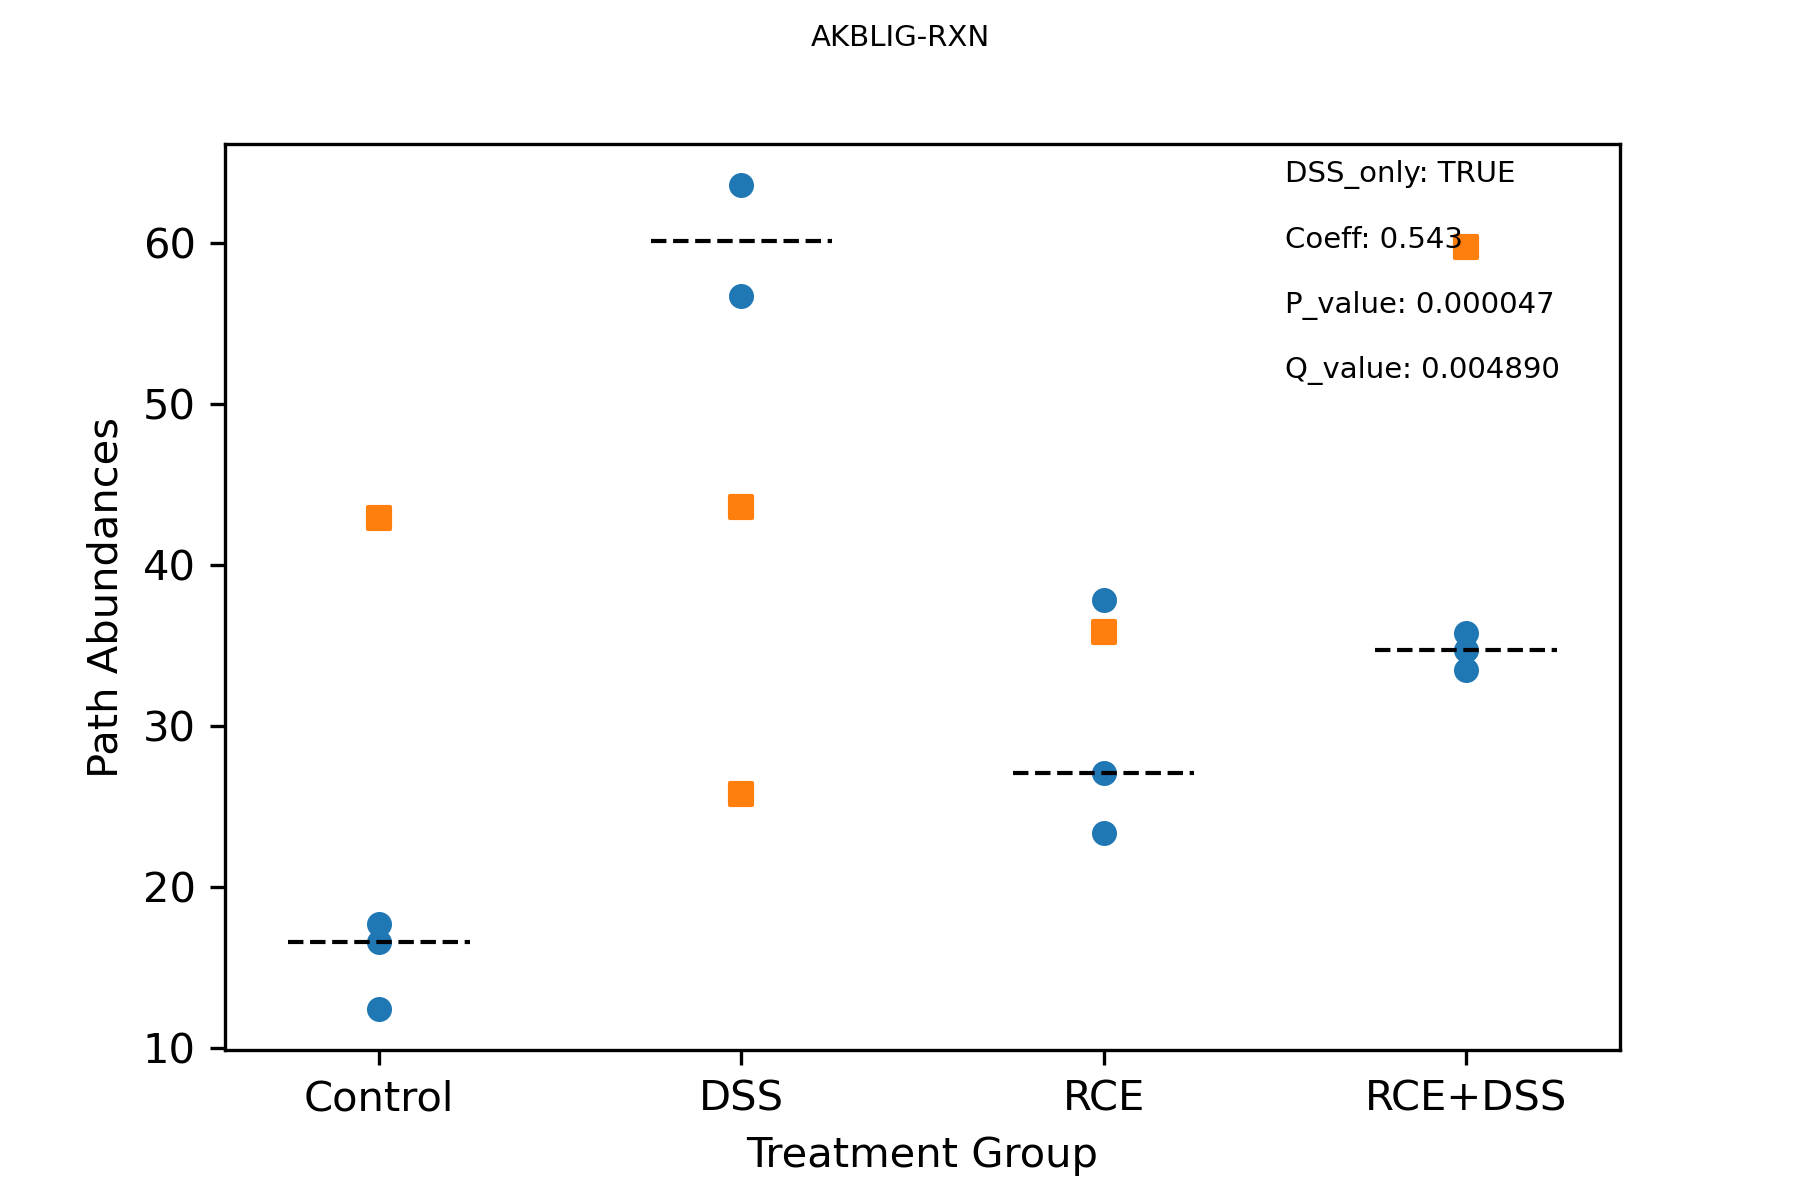 AKBLIG-RXN
DSS_only: TRUE
Coeff: 0.543
P_value: 0.000047
Q_value: 0.004890
Path Abundances
60
50
40
30
20
10
Control DSS RCE RCE+DSS
Treatment Group